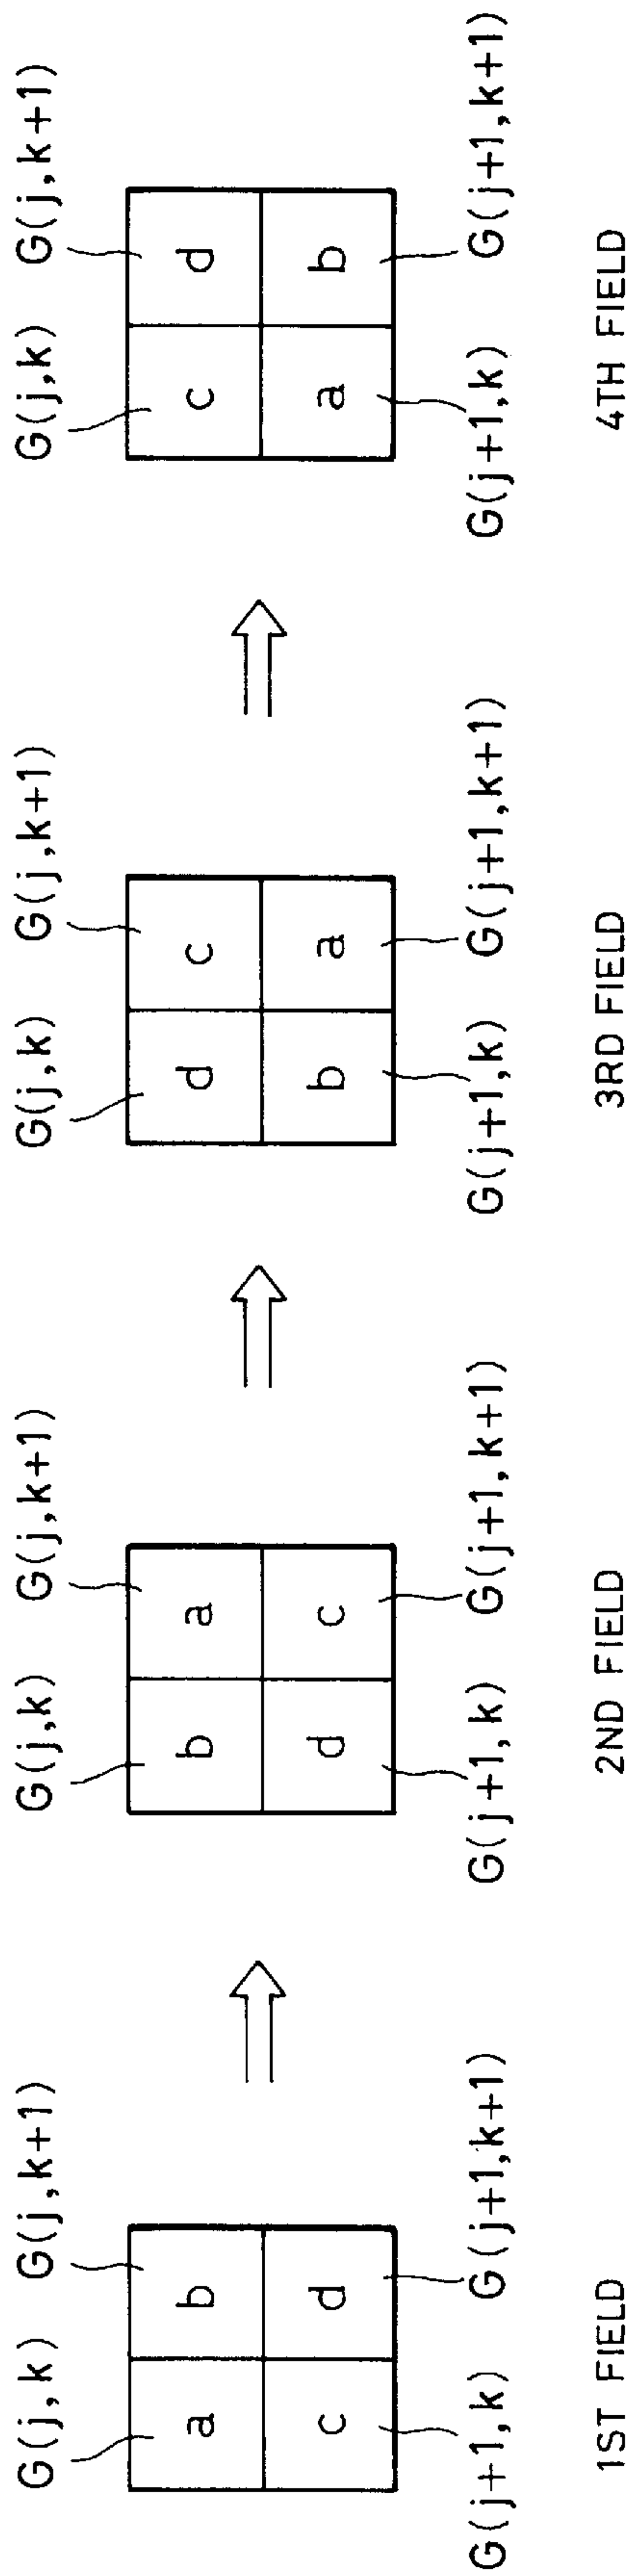 G(j,k) G(j,k+1)
a b
c d
G(j+1,k) G(j+1,k+1)
1ST FIELD
G(j,k) G(j,k+1)
b a
d c
G(j+1,k) G(j+1,k+1)
2ND FIELD
G(j,k) G(j,k+1)
d c
b a
G(j+1,k) G(j+1,k+1)
3RD FIELD
G(j,k) G(j,k+1)
c d
a b
G(j+1,k) G(j+1,k+1)
4TH FIELD